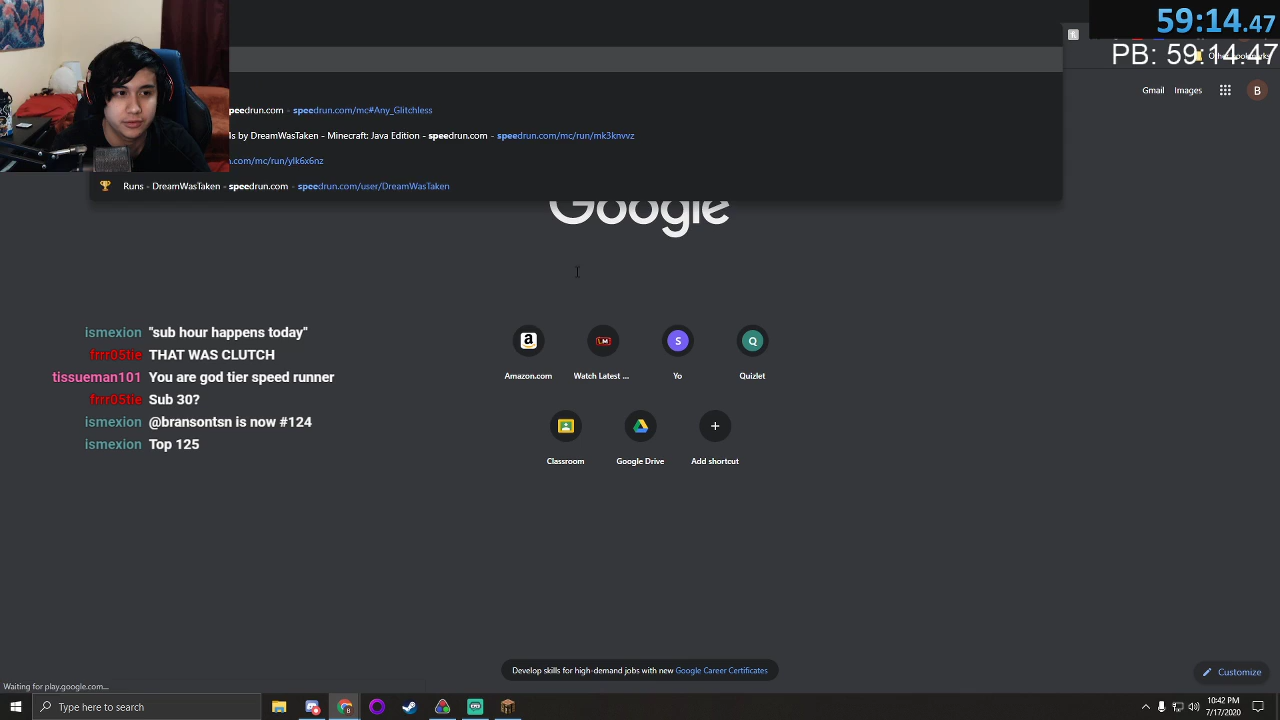 59:14.47
PB: 59:14.47
Gmail
Images
B
speedrun.com - speedrun.com/mc#Any_Glitchless
ls by DreamWasTaken - Minecraft: Java Edition - speedrun.com - speedrun.com/mc/run/mk3knvvz
n.com/mc/run/ylk6x6nz
Runs - DreamWasTaken - speedrun.com - speedrun.com/user/DreamWasTaken
Google
ismexion "sub hour happens today"
frrr05tie THAT WAS CLUTCH
tissueman101 You are god tier speed runner
frrr05tie Sub 30?
ismexion @bransontsn is now #124
ismexion Top 125
S
Q
Amazon.com
Watch Latest ...
Yo
Quizlet
Classroom
Google Drive
Add shortcut
Develop skills for high-demand jobs with new Google Career Certificates
Customize
Waiting for play.google.com...
Type here to search
10:42 PM
7/17/2020